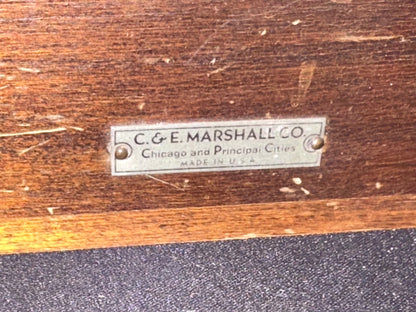 C. & E. MARSHALL CO.
Chicago and Principal Cities
MADE IN U.S.A.